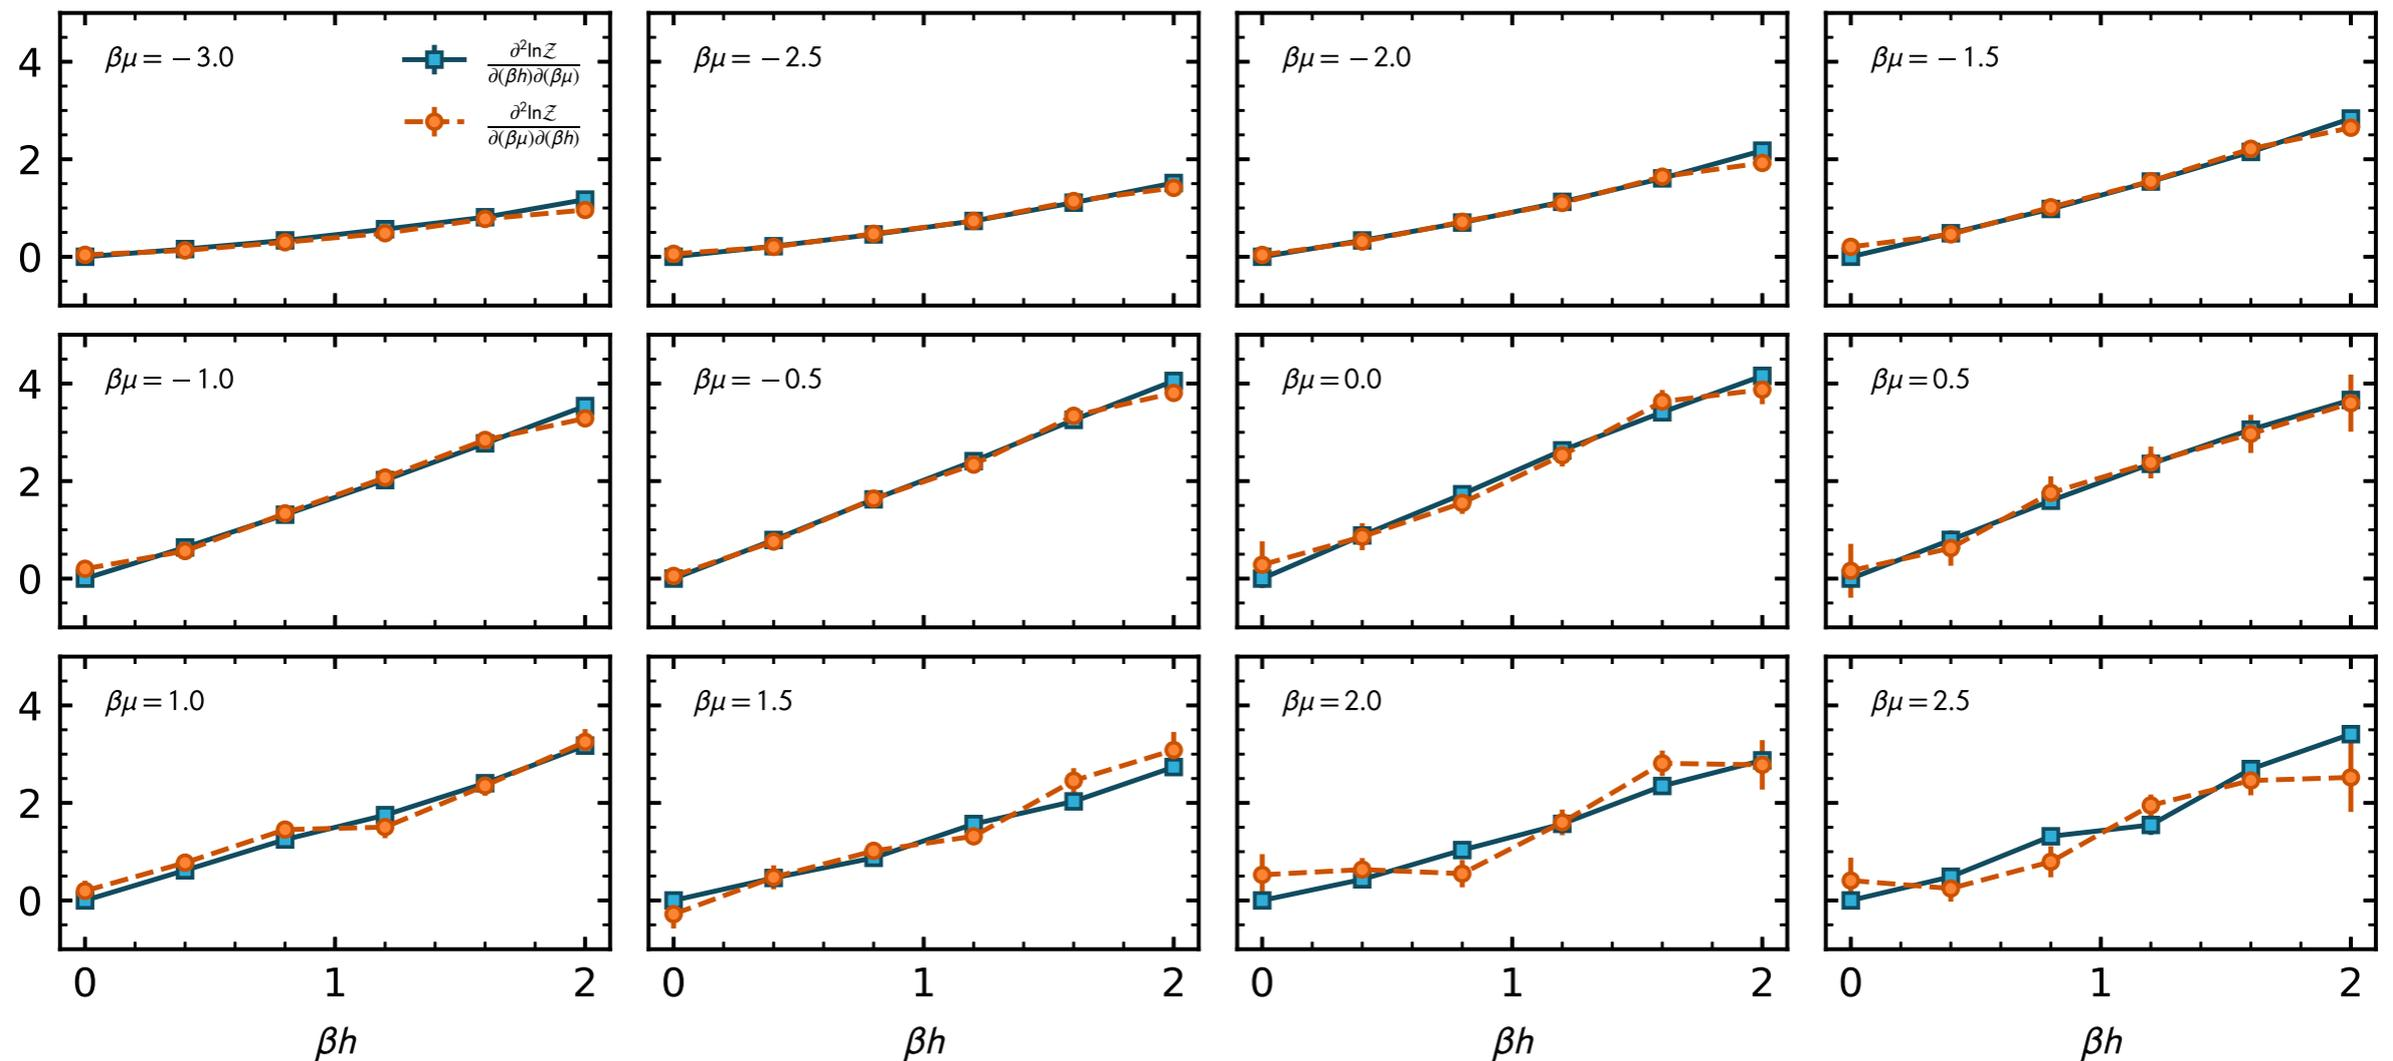 βμ = −3.0
∂²ln𝒵
∂(βh)∂(βμ)
∂²ln𝒵
∂(βμ)∂(βh)
βμ = −2.5
βμ = −2.0
βμ = −1.5
4
2
0
βμ = −1.0
βμ = −0.5
βμ = 0.0
βμ = 0.5
4
2
0
βμ = 1.0
βμ = 1.5
βμ = 2.0
βμ = 2.5
4
2
0
0 1 2 0 1 2 0 1 2 0 1 2
βh βh βh βh